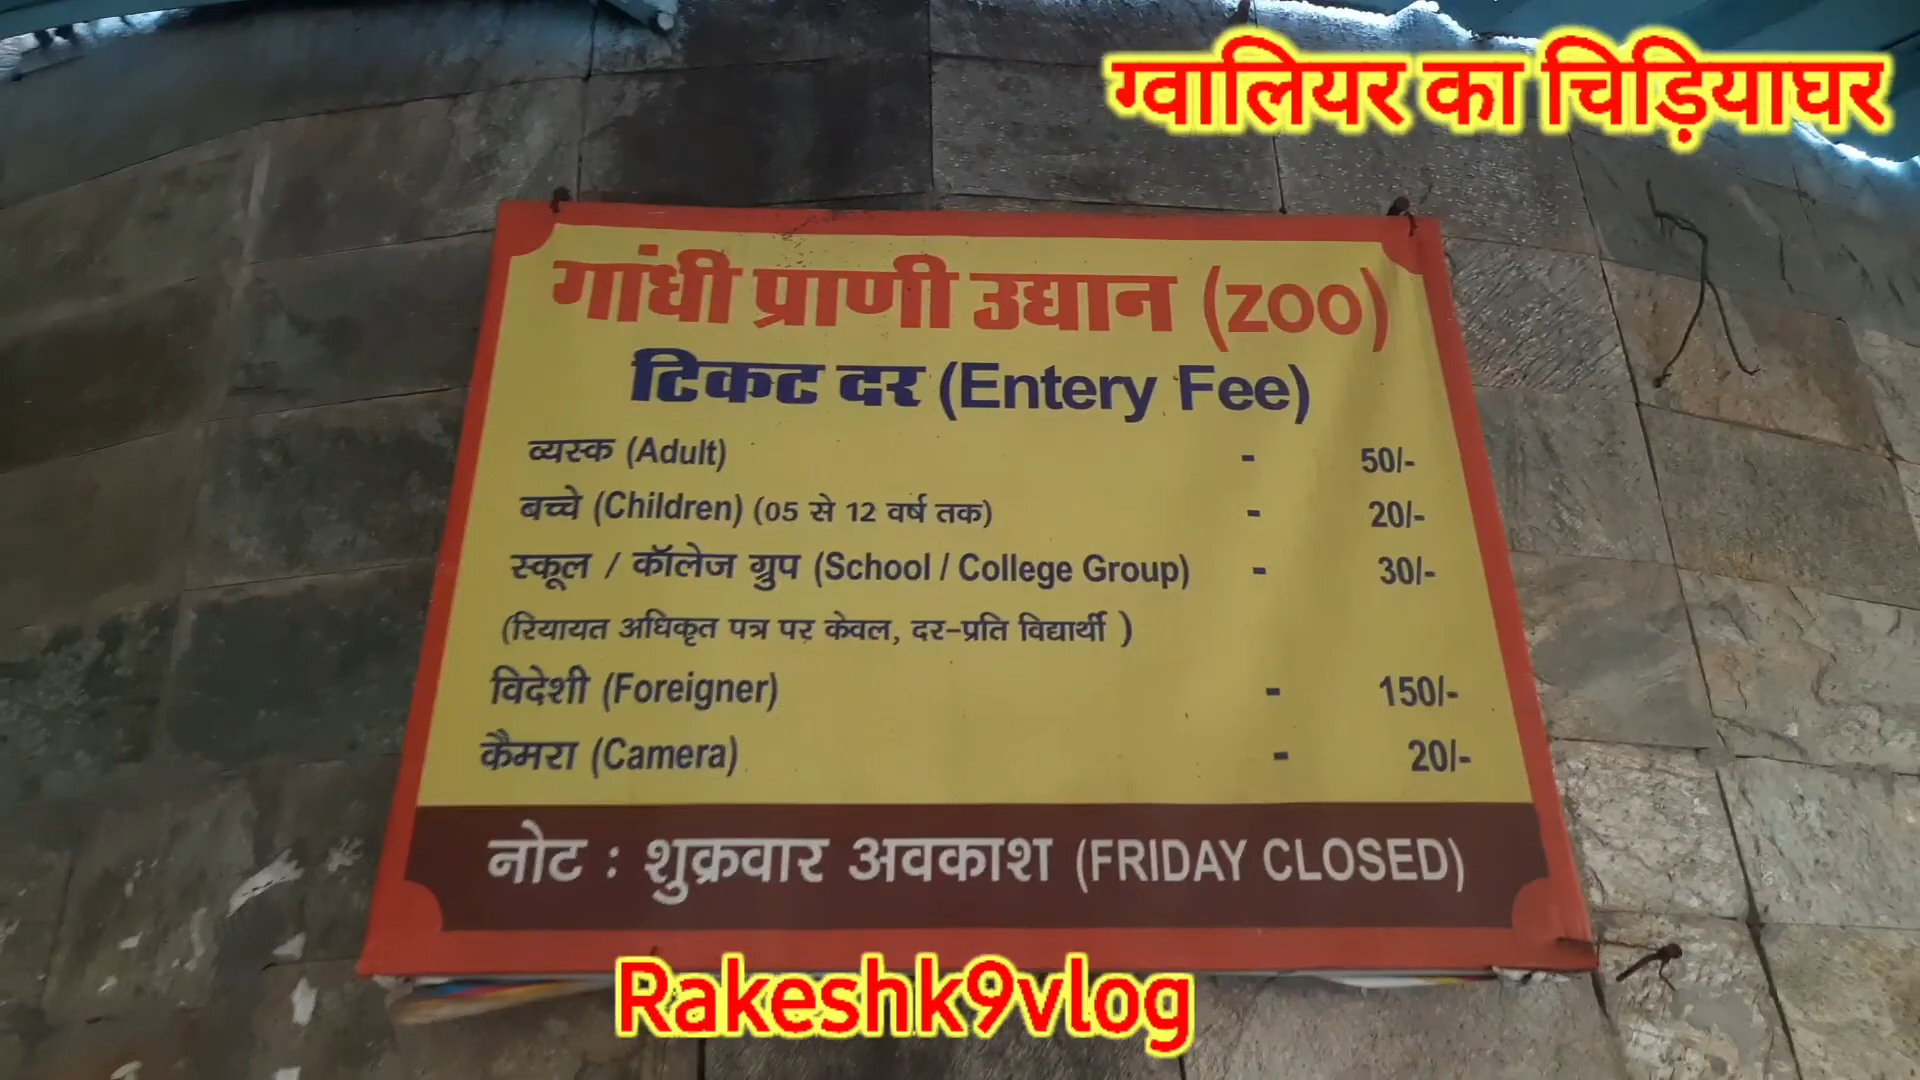 ग्वालियर का चिड़ियाघर
गांधी प्राणी उद्यान (ZOO)
टिकट दर (Entery Fee)
व्यस्क (Adult) - 50/-
बच्चे (Children) (05 से 12 वर्ष तक) - 20/-
स्कूल / कॉलेज ग्रुप (School / College Group) - 30/-
(रियायत अधिकृत पत्र पर केवल, दर-प्रति विद्यार्थी )
विदेशी (Foreigner) - 150/-
कैमरा (Camera) - 20/-
नोट : शुक्रवार अवकाश (FRIDAY CLOSED)
Rakeshk9vlog